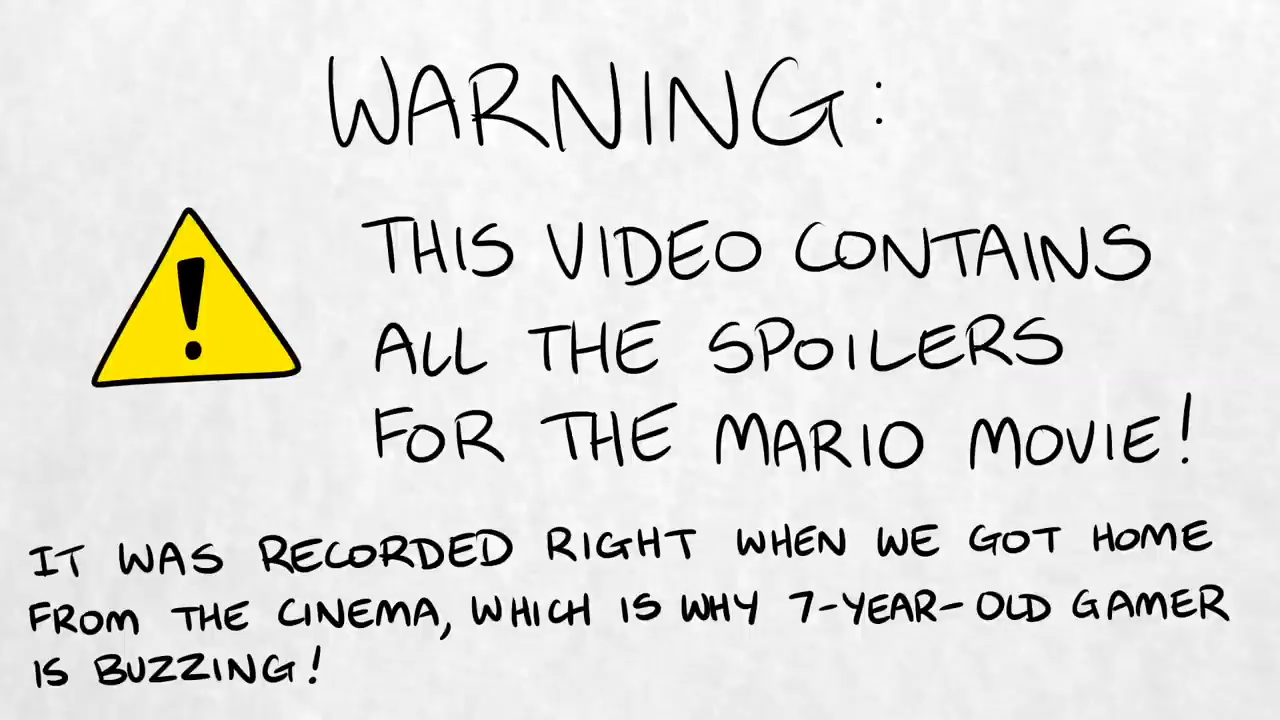 WARNING:
THIS VIDEO CONTAINS
ALL THE SPOILERS
FOR THE MARIO MOVIE!
IT WAS RECORDED RIGHT WHEN WE GOT HOME
FROM THE CINEMA, WHICH IS WHY 7-YEAR-OLD GAMER
IS BUZZING!